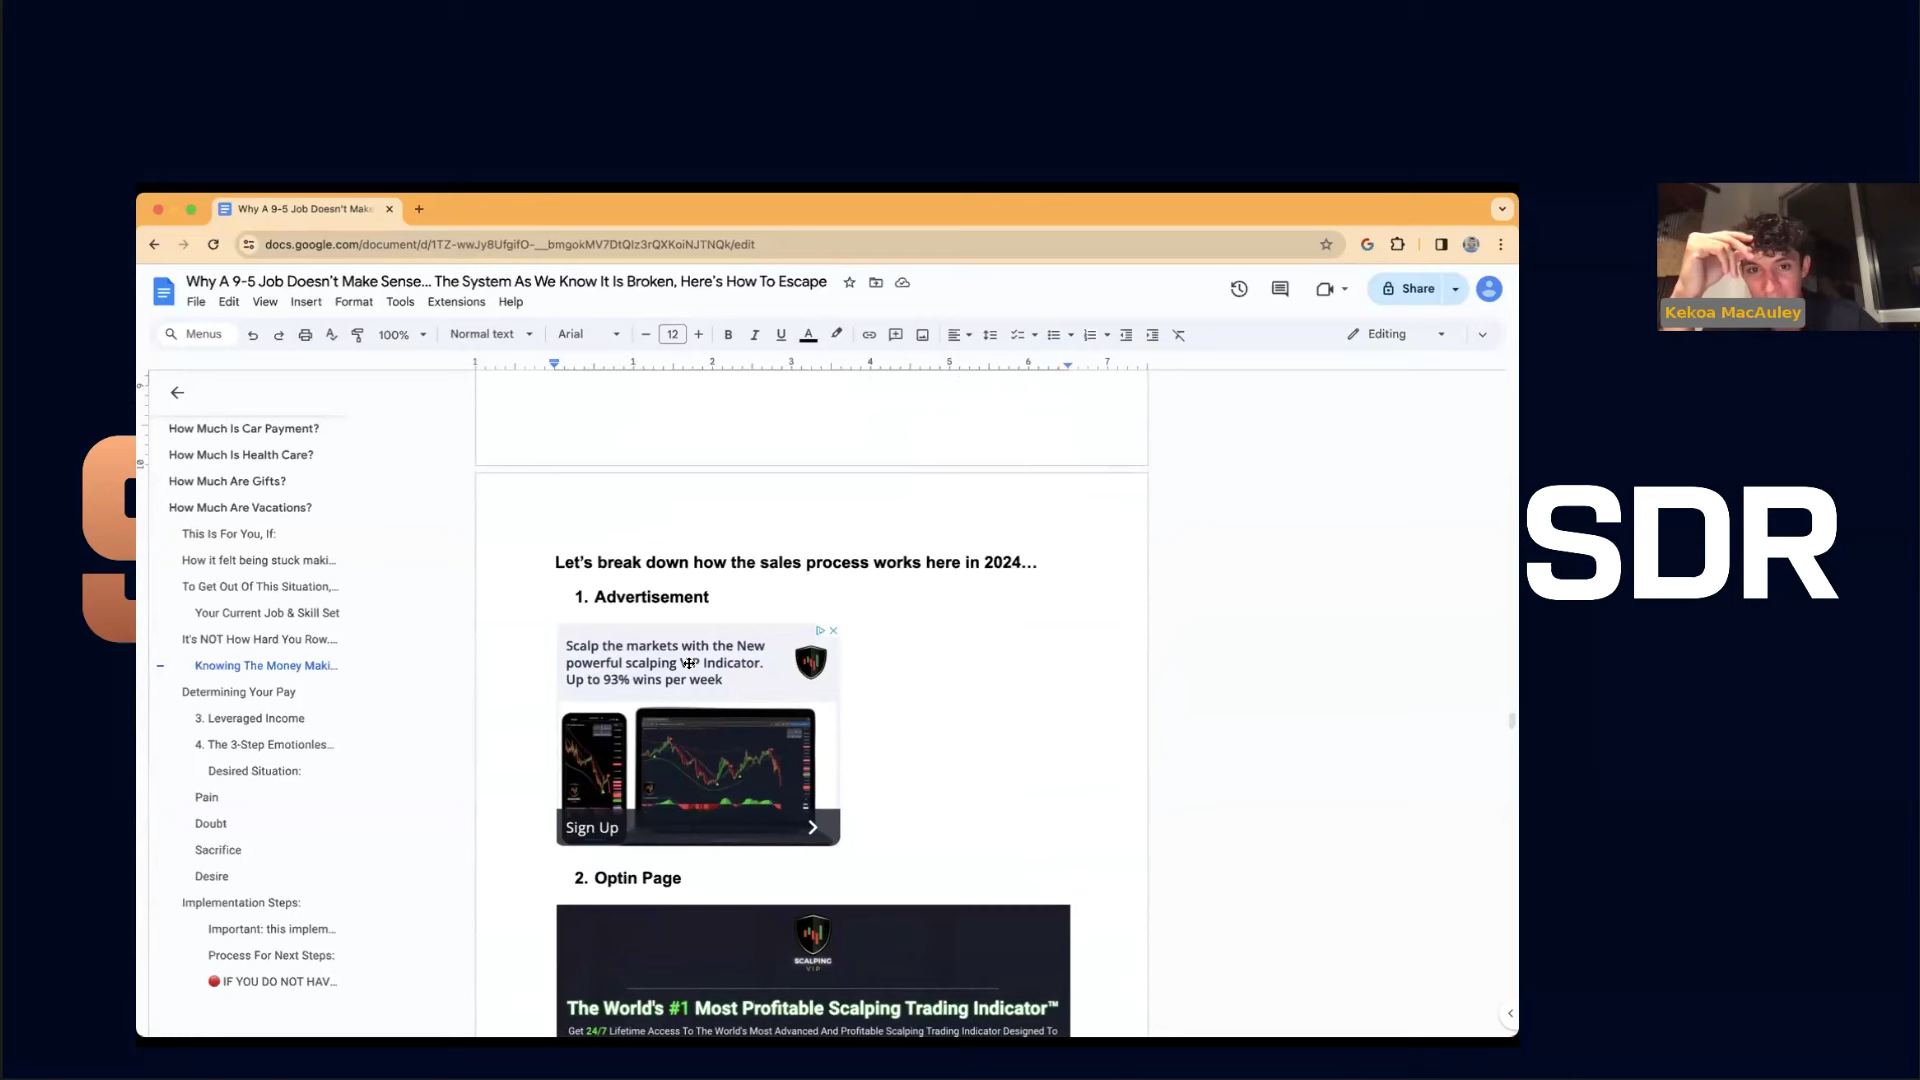 Why A 9-5 Job Doesn't Make
docs.google.com/document/d/1TZ-wwJy8UfgifO-__bmgokMV7DtQIz3rQXKoiNJTNQk/edit
Why A 9-5 Job Doesn't Make Sense... The System As We Know It Is Broken, Here's How To Escape
File Edit View Insert Format Tools Extensions Help
Share
Menus
100%
Normal text
Arial
12
Editing
1 1 2 3 4 5 6 7
Kekoa MacAuley
How Much Is Car Payment?
How Much Is Health Care?
How Much Are Gifts?
How Much Are Vacations?
This Is For You, If:
How it felt being stuck maki...
To Get Out Of This Situation,...
Your Current Job & Skill Set
It's NOT How Hard You Row....
Knowing The Money Maki...
Determining Your Pay
3. Leveraged Income
4. The 3-Step Emotionles...
Desired Situation:
Pain
Doubt
Sacrifice
Desire
Implementation Steps:
Important: this implem...
Process For Next Steps:
IF YOU DO NOT HAV...
Let's break down how the sales process works here in 2024...
1. Advertisement
Scalp the markets with the New
powerful scalping VIP Indicator.
Up to 93% wins per week
Sign Up
2. Optin Page
SCALPING
VIP
The World's #1 Most Profitable Scalping Trading Indicator™
Get 24/7 Lifetime Access To The World's Most Advanced And Profitable Scalping Trading Indicator Designed To
SDR